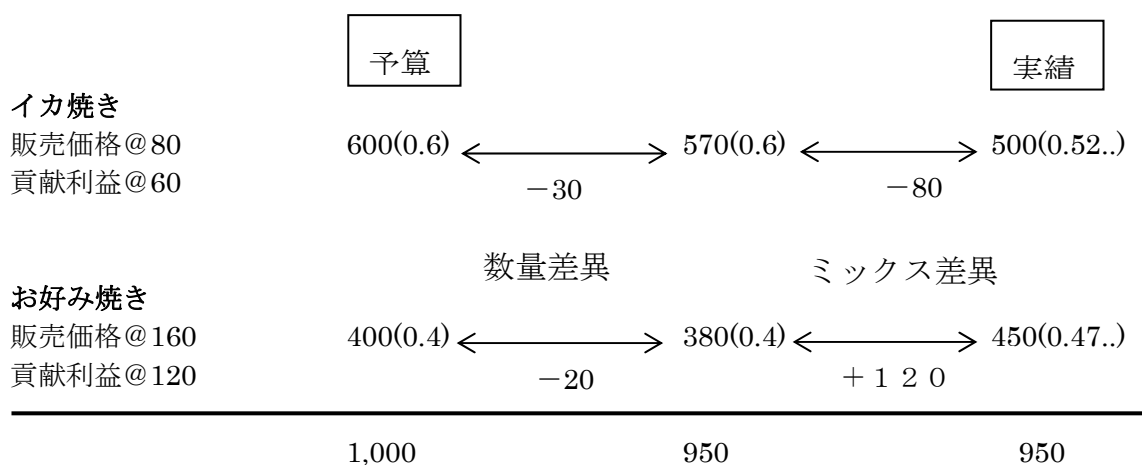 予算 実績
イカ焼き
販売価格＠80 600(0.6) 570(0.6) 500(0.52..)
貢献利益＠60 －30 －80
数量差異 ミックス差異
お好み焼き
販売価格＠160 400(0.4) 380(0.4) 450(0.47..)
貢献利益＠120 －20 ＋１２０
1,000 950 950